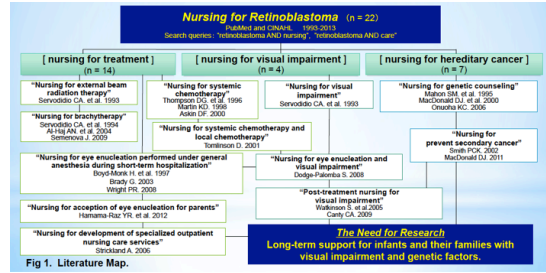 Nursing for Retinoblastoma (n = 22)
PubMed and CINAHL 1993-2013
Search queries : "retinoblastoma AND nursing", "retinoblastoma AND care"
[ nursing for treatment ]
(n = 14)
[ nursing for visual impairment ]
(n = 4)
[ nursing for hereditary cancer ]
(n = 7)
"Nursing for external beam
radiation therapy"
Servodidio CA. et al. 1993
"Nursing for brachytherapy"
Servodidio CA. et al. 1994
Al-Haj AN. et al. 2004
Semenova J. 2009
"Nursing for systemic
chemotherapy"
Thompson DG. et al. 1996
Martin KD. 1998
Askin DF. 2000
"Nursing for systemic chemotherapy and
local chemotherapy"
Tomlinson D. 2001
"Nursing for eye enucleation performed under general
anesthesia during short-term hospitalization"
Boyd-Monk H. et al. 1997
Brady G. 2003
Wright PR. 2008
"Nursing for acception of eye enucleation for parents"
Hamama-Raz YR. et al. 2012
"Nursing for development of specialized outpatient
nursing care services"
Strickland A. 2006
"Nursing for visual
impairment"
Servodidio CA. et al. 1993
"Nursing for eye enucleation and
visual impairment"
Dodge-Palomba S. 2008
"Post-treatment nursing for
visual impairment"
Watkinson S. et al.2005
Canty CA. 2009
"Nursing for genetic counseling"
Mahon SM. et al. 1995
MacDonald DJ. et al. 2000
Onuoha KC. 2006
"Nursing for
prevent secondary cancer"
Smith PCK. 2002
MacDonald DJ. 2011
The Need for Research
Long-term support for infants and their families with
visual impairment and genetic factors.
Fig 1. Literature Map.